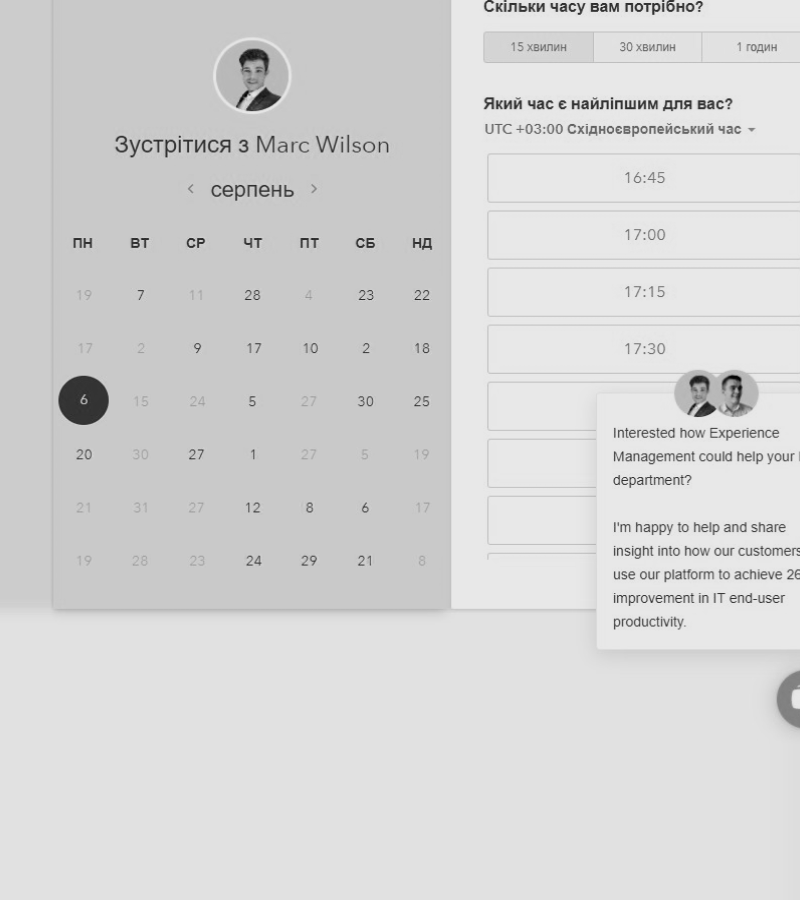 Зустрітися з Marc Wilson
серпень
ПН ВТ СР ЧТ ПТ СБ НД
19 7 11 28 4 23 22
17 2 9 17 10 2 18
6 15 24 5 27 30 25
20 30 27 1 27 5 19
21 31 27 12 8 6 17
19 28 23 24 29 21 8
Скільки часу вам потрібно?
15 хвилин 30 хвилин 1 годин
Який час є найліпшим для вас?
UTC +03:00 Східноєвропейський час
16:45
17:00
17:15
17:30
Interested how Experience
Management could help your
department?
I'm happy to help and share
insight into how our customers
use our platform to achieve 26
improvement in IT end-user
productivity.